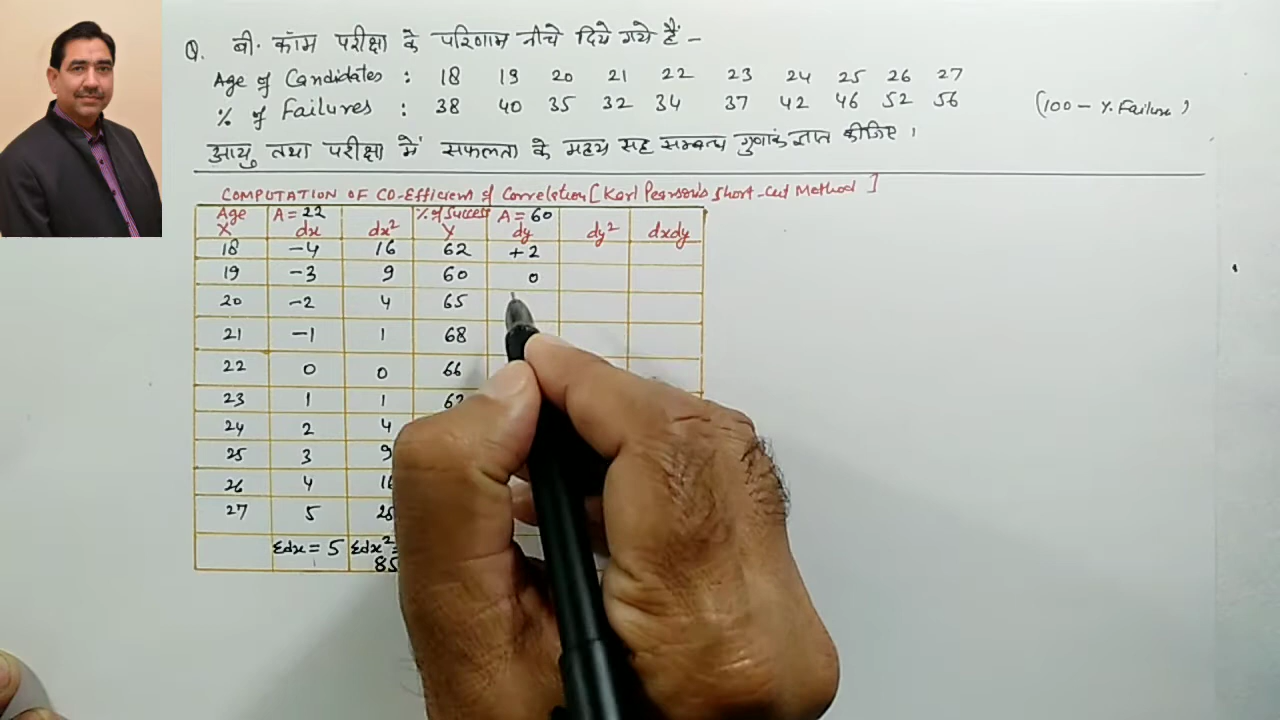 Q. बी. कॉम परीक्षा के परिणाम नीचे दिये गये हैं -
Age of Candidates : 18 19 20 21 22 23 24 25 26 27
% of Failures : 38 40 35 32 34 37 42 46 52 56 (100 - % Failure)
आयु तथा परीक्षा में सफलता के मध्य सह सम्बन्ध गुणांक ज्ञात कीजिए।
COMPUTATION OF CO-Efficient of Correlation [Karl Pearson's Short-Cut Method]
Age X A = 22 dx dx² % of Success Y A = 60 dy dy² dxdy
18 -4 16 62 +2
19 -3 9 60 0
20 -2 4 65
21 -1 1 68
22 0 0 66
23 1 1
24 2 4
25 3 9
26 4
27 5
Σdx = 5 Σdx² = 85